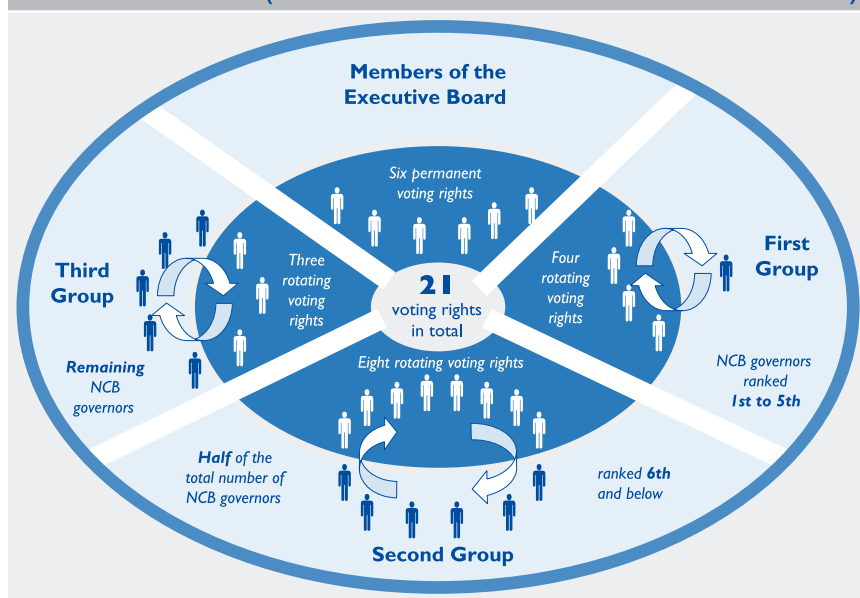 Members of the
Executive Board
Six permanent
voting rights
First
Group
Four
rotating
voting
rights
NCB governors
ranked
1st to 5th
21
voting rights
in total
Third
Group
Three
rotating
voting
rights
Remaining
NCB
governors
Eight rotating voting rights
Half of the
total number of
NCB governors
ranked 6th
and below
Second Group